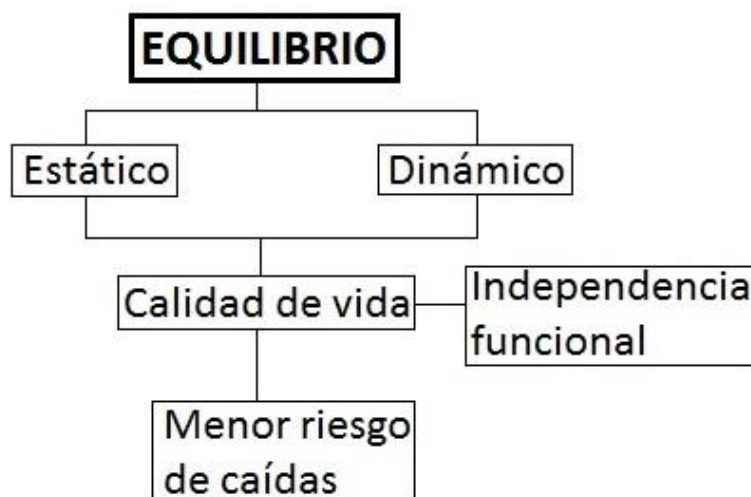 EQUILIBRIO
Estático
Dinámico
Calidad de vida
Independencia
funcional
Menor riesgo
de caídas